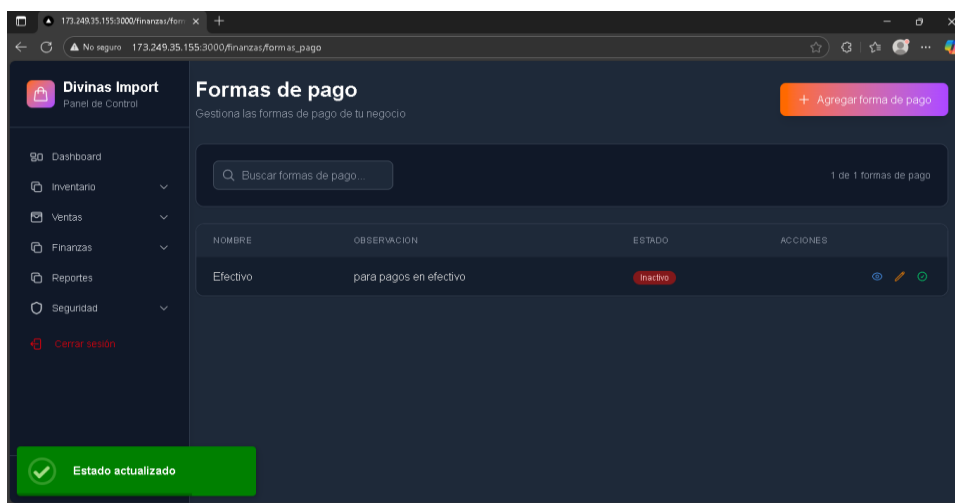 173.249.35.155:3000/finanzas/form
No seguro 173.249.35.155:3000/finanzas/formas_pago
Divinas Import
Panel de Control
Dashboard
Inventario
Ventas
Finanzas
Reportes
Seguridad
Cerrar sesión
Formas de pago
Gestiona las formas de pago de tu negocio
+ Agregar forma de pago
Buscar formas de pago...
1 de 1 formas de pago
NOMBRE OBSERVACION ESTADO ACCIONES
Efectivo para pagos en efectivo Inactivo
Estado actualizado